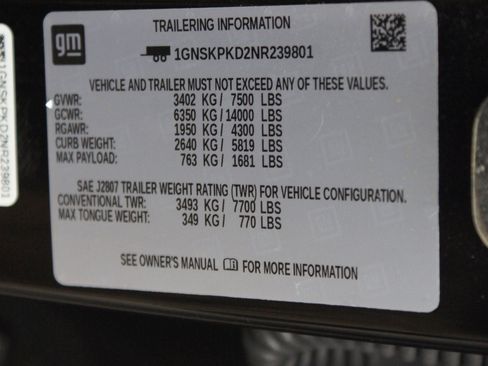 TRAILERING INFORMATION
gm
1GNSKPKD2NR239801
VEHICLE AND TRAILER MUST NOT EXCEED ANY OF THESE VALUES.
GVWR: 3402 KG / 7500 LBS
GCWR: 6350 KG / 14000 LBS
RGAWR: 1950 KG / 4300 LBS
CURB WEIGHT: 2640 KG / 5819 LBS
MAX PAYLOAD: 763 KG / 1681 LBS
SAE J2807 TRAILER WEIGHT RATING (TWR) FOR VEHICLE CONFIGURATION.
CONVENTIONAL TWR: 3493 KG / 7700 LBS
MAX TONGUE WEIGHT: 349 KG / 770 LBS
SEE OWNER'S MANUAL FOR MORE INFORMATION
1GNSKPKD2NR239801